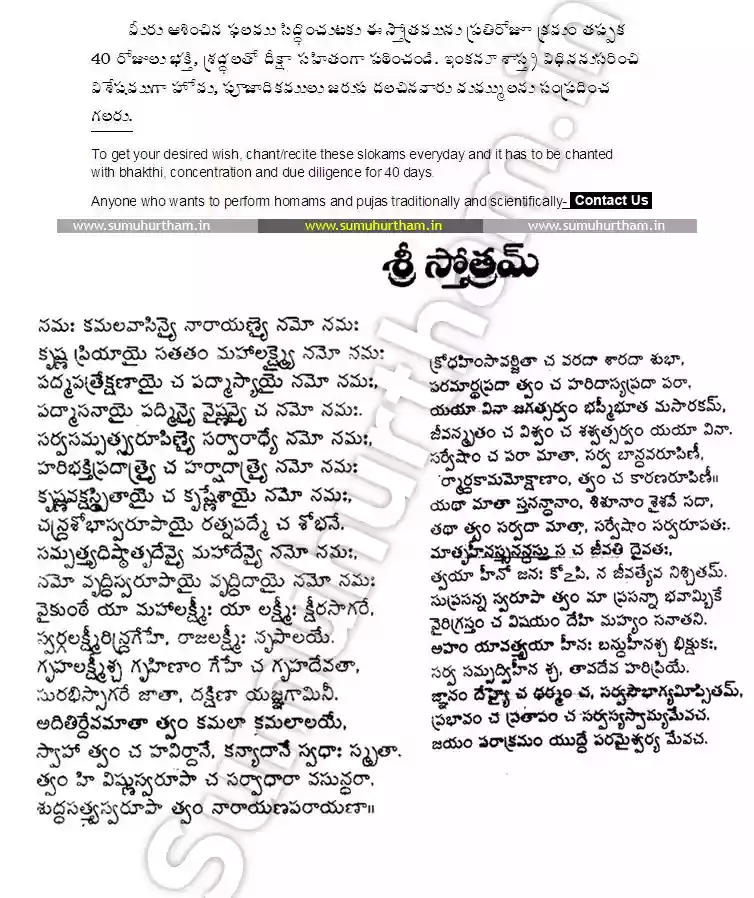 మీరు ఆశించిన ఫలము సిద్ధించుటకు ఈ స్తోత్రమును ప్రతిరోజూ క్రమం తప్పక
40 రోజులు భక్తి, శ్రద్ధలతో దీక్షా సహితంగా పఠించండి. ఇంకనూ శాస్త్ర విధిననుసరించి
విశేషముగా హోమ, పూజాదికములు జరుప దలచినవారు మమ్ములను సంప్రదించ
గలరు.
To get your desired wish, chant/recite these slokams everyday and it has to be chanted
with bhakthi, concentration and due diligence for 40 days.
Anyone who wants to perform homams and pujas traditionally and scientifically- Contact Us
www.sumuhurtham.in www.sumuhurtham.in www.sumuhurtham.in
శ్రీ స్తోత్రమ్
నమః కమలవాసిన్యై నారాయణ్యై నమో నమః
కృష్ణ ప్రియాయై సతతం మహాలక్ష్మ్యై నమో నమః
పద్మపత్రేక్షణాయై చ పద్మాస్యాయై నమో నమః,
పద్మాసనాయై పద్మిన్యై వైష్ణవ్యై చ నమో నమః.
సర్వసమ్పత్స్వరూపిణ్యై సర్వారాధ్యే నమో నమః,
హరిభక్తిప్రదాత్ర్యై చ హర్షదాత్ర్యై నమో నమః
కృష్ణవక్షస్థ్సితాయై చ కృష్ణేశాయై నమో నమః,
చన్ద్రశోభాస్వరూపాయై రత్నపద్మే చ శోభనే.
సమ్పత్త్యధిష్ఠాతృదేవ్యై మహాదేవ్యై నమో నమః,
నమో వృద్ధిస్వరూపాయై వృద్ధిదాయై నమో నమః
వైకుంఠే యా మహాలక్ష్మీః యా లక్ష్మీః క్షీరసాగరే,
స్వర్గలక్ష్మీరిన్ద్రగేహే, రాజలక్ష్మీః నృపాలయే.
గృహలక్ష్మీశ్చ గృహిణాం గేహే చ గృహదేవతా,
సురభిస్సాగరే జాతా, దక్షిణా యజ్ఞగామినీ.
అదితిర్దేవమాతా త్వం కమలా కమలాలయే,
స్వాహా త్వం చ హవిర్దానే, కన్యాదానే స్వధాః స్మృతా.
త్వం హి విష్ణుస్వరూపా చ సర్వాధారా వసున్ధరా,
శుద్ధసత్త్వస్వరూపా త్వం నారాయణపరాయణా॥
క్రోధహింసావర్జితా చ వరదా శారదా శుభా,
పరమార్థప్రదా త్వం చ హరిదాస్యప్రదా పరా,
యయా వినా జగత్సర్వం భస్మీభూత మసారకమ్,
జీవన్మృతం చ విశ్వం చ శశ్వత్సర్వం యయా వినా.
సర్వేషాం చ పరా మాతా, సర్వ బాన్ధవరూపిణీ,
ర్మార్థకామమోక్షాణాం, త్వం చ కారణరూపిణీ॥
యథా మాతా స్తనన్ధానాం, శిశూనాం శైశవే సదా,
తథా త్వం సర్వదా మాతా, సర్వేషాం సర్వరూపతః.
మాతృహీనస్తునన్ధస్తు స చ జీవతి దైవతః,
త్వయా హీనో జనః కోఽపి, న జీవత్యేవ నిశ్చితమ్.
సుప్రసన్న స్వరూపా త్వం మా ప్రసన్నా భవామ్బికే
వైరిగ్రస్తం చ విషయం దేహి మహ్యం సనాతని.
అహం యావత్త్వయా హీనః బన్ధుహీనశ్చ భిక్షుకః,
సర్వ సమ్పద్విహీన శ్చ, తావదేవ హరిప్రియే.
జ్ఞానం దేహ్యై చ ధర్మం చ, సర్వసౌభాగ్యమీప్సితమ్,
ప్రభావం చ ప్రతాపం చ సర్వస్యస్వామ్యమేవచ.
జయం పరాక్రమం యుద్ధే పరమైశ్వర్య మేవచ.
Sumuhurtham.in